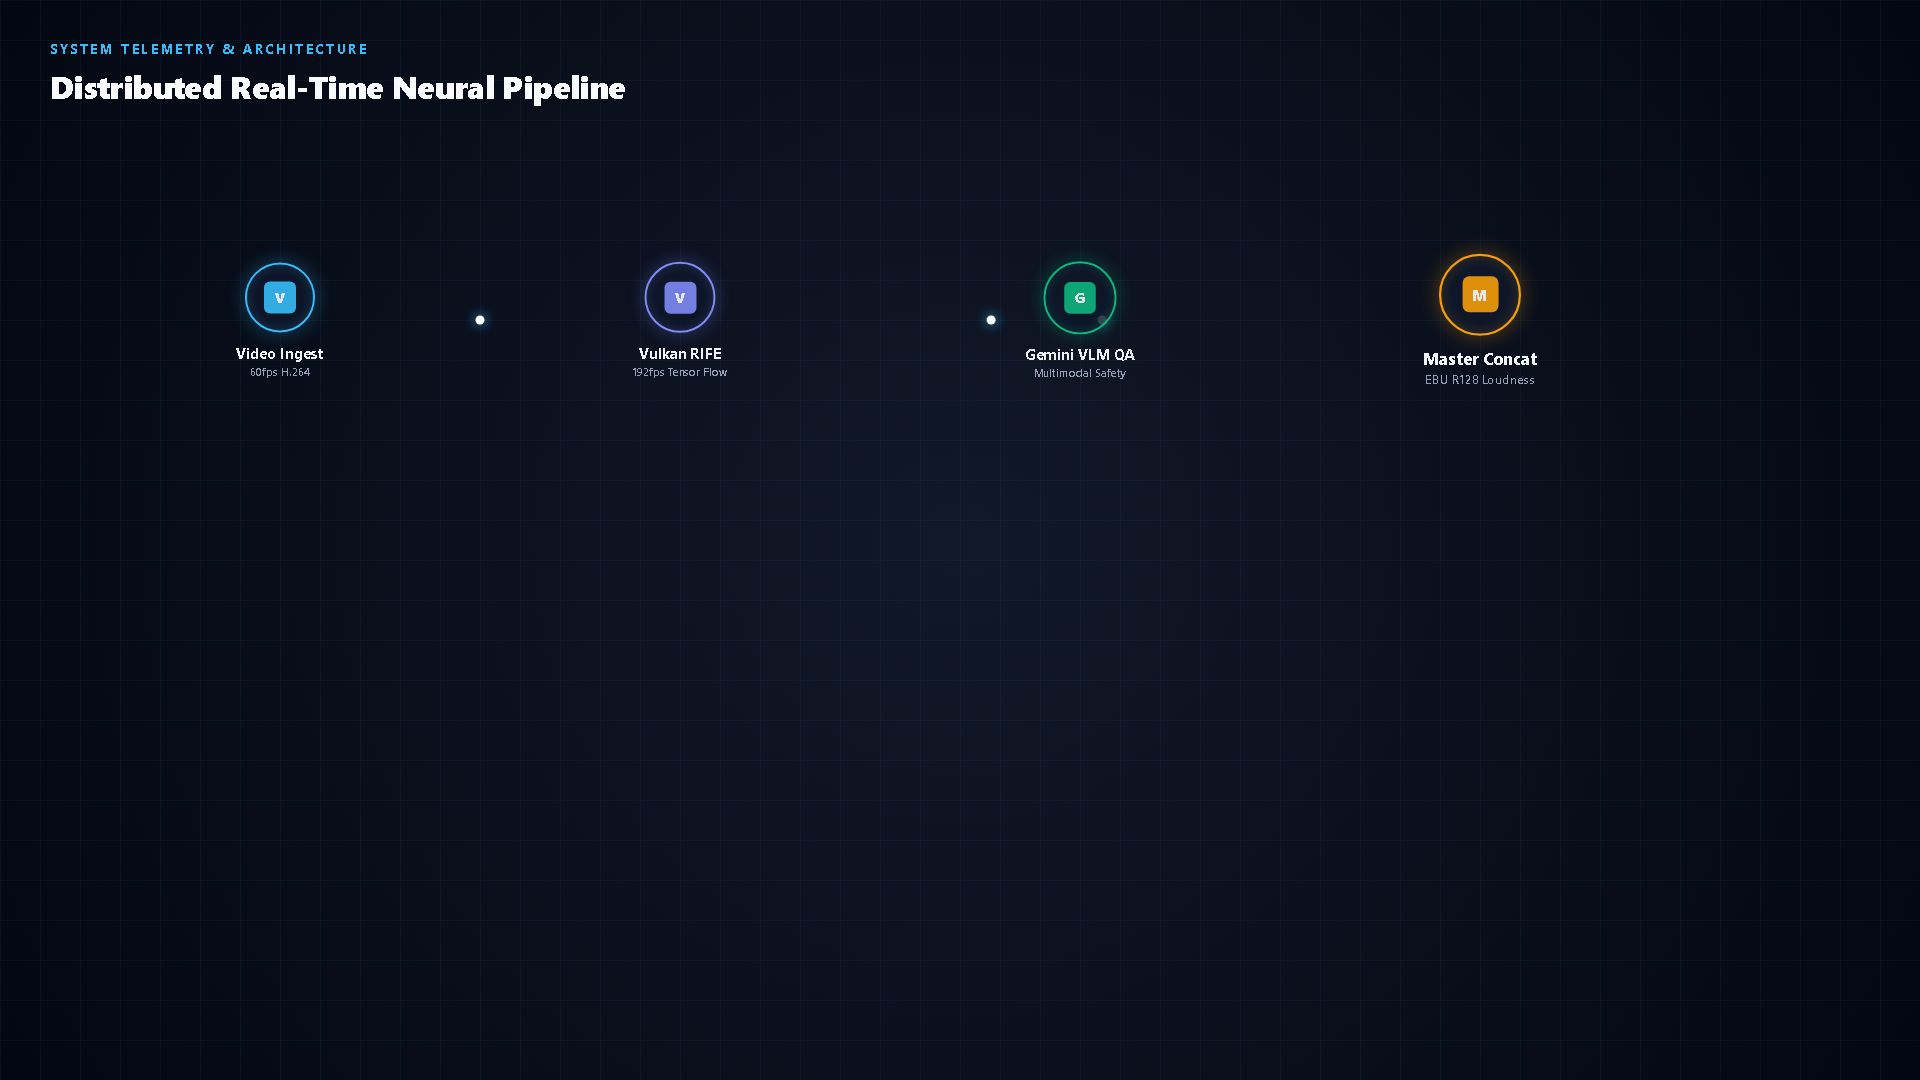 SYSTEM TELEMETRY & ARCHITECTURE
Distributed Real-Time Neural Pipeline
V
V
G
M
Video Ingest
60fps H.264
Vulkan RIFE
192fps Tensor Flow
Gemini VLM QA
Multimodal Safety
Master Concat
EBU R128 Loudness